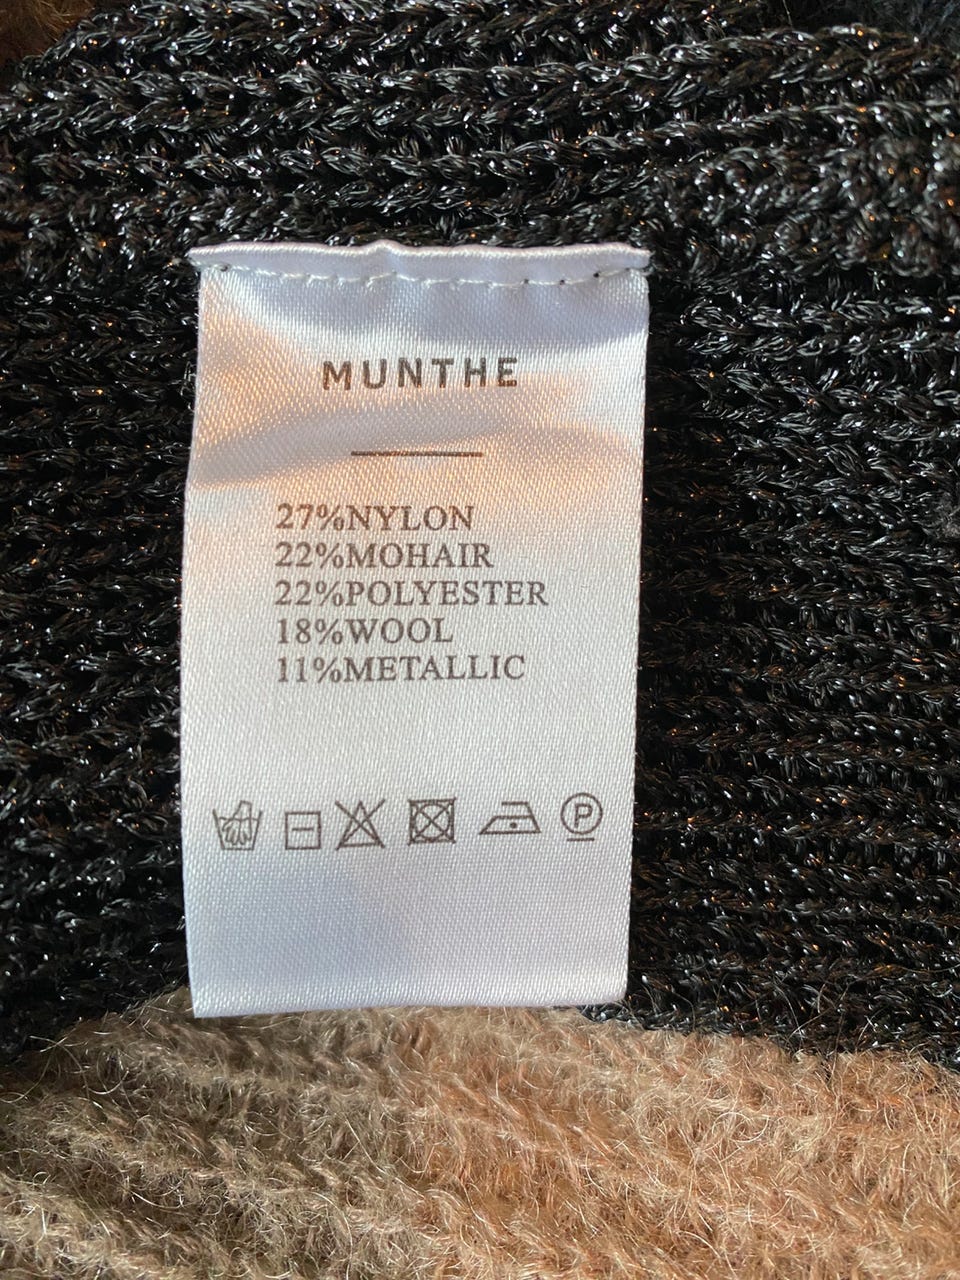 MUNTHE
27%NYLON
22%MOHAIR
22%POLYESTER
18%WOOL
11%METALLIC
P